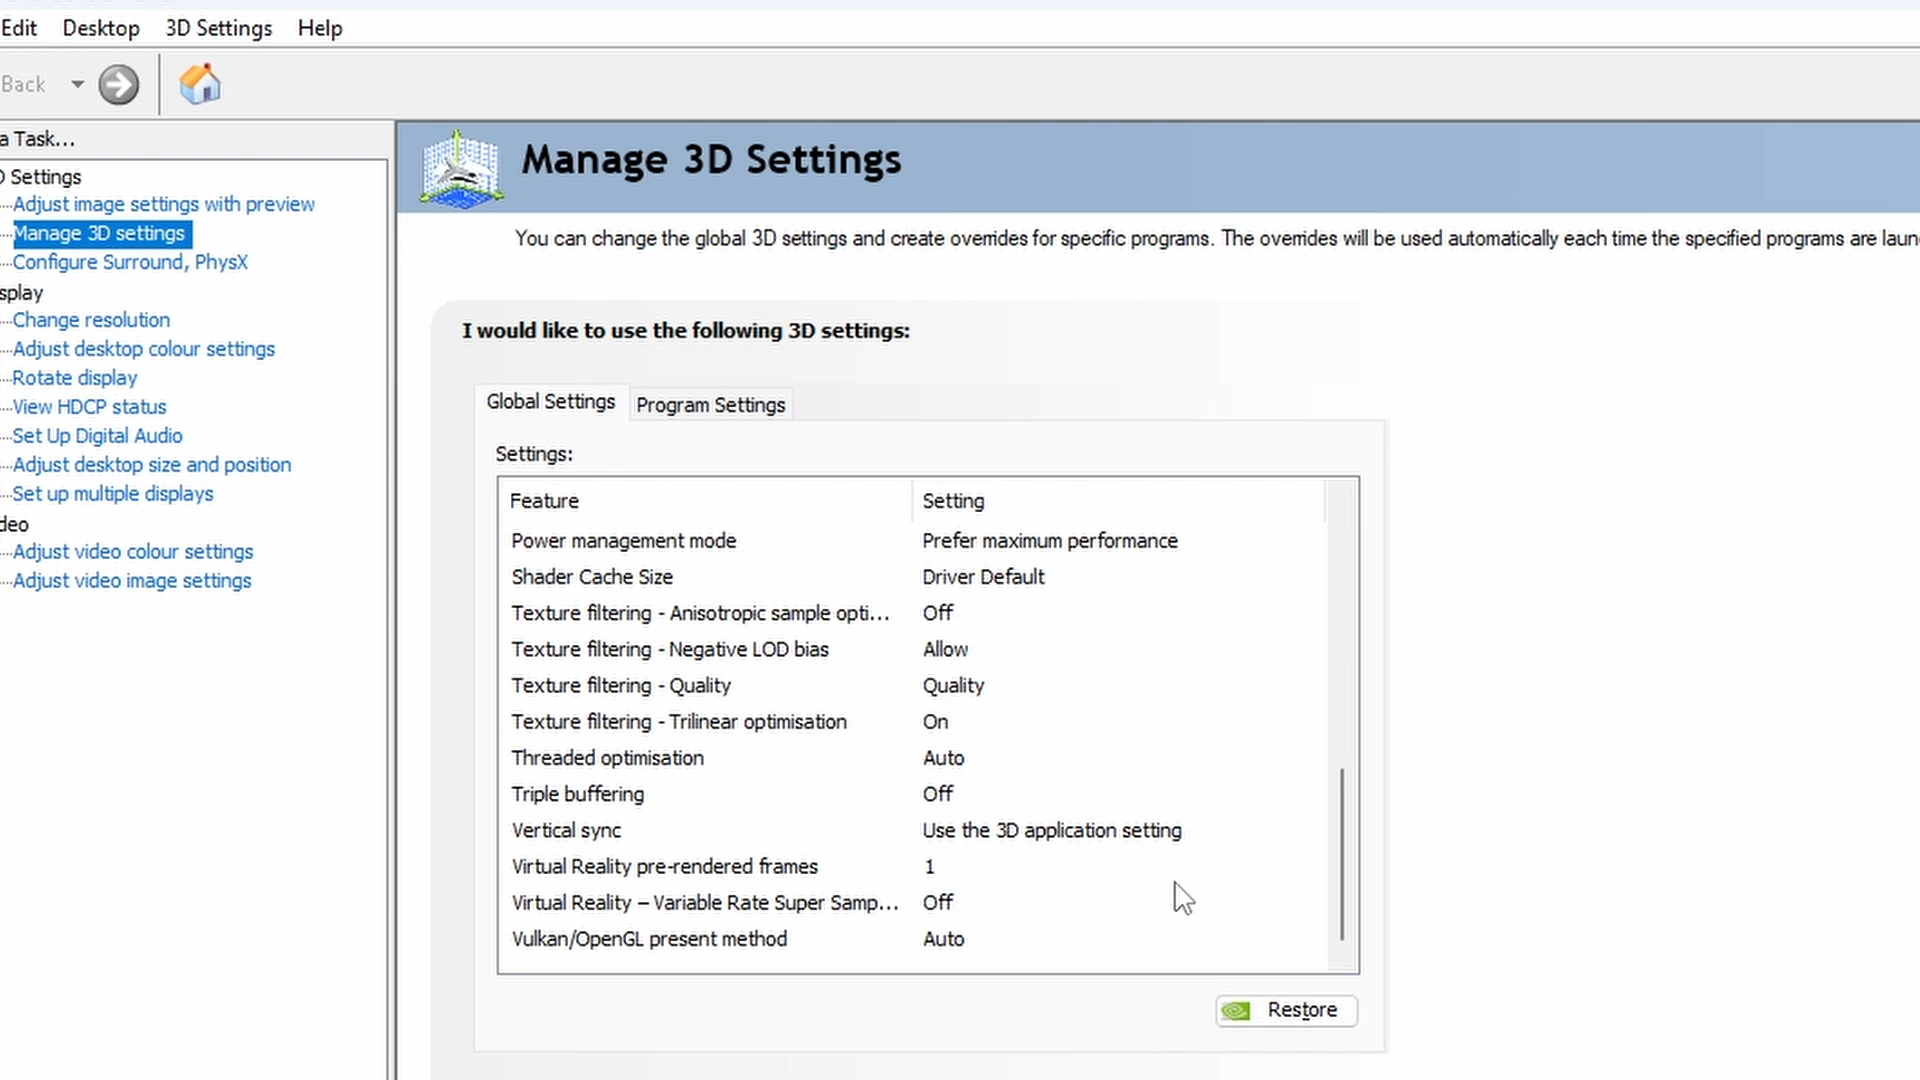 Edit Desktop 3D Settings Help
Back
a Task...
Settings
Adjust image settings with preview
Manage 3D settings
Configure Surround, PhysX
splay
Change resolution
Adjust desktop colour settings
Rotate display
View HDCP status
Set Up Digital Audio
Adjust desktop size and position
Set up multiple displays
deo
Adjust video colour settings
Adjust video image settings
Manage 3D Settings
You can change the global 3D settings and create overrides for specific programs. The overrides will be used automatically each time the specified programs are laun
I would like to use the following 3D settings:
Global Settings Program Settings
Settings:
Feature Setting
Power management mode Prefer maximum performance
Shader Cache Size Driver Default
Texture filtering - Anisotropic sample opti... Off
Texture filtering - Negative LOD bias Allow
Texture filtering - Quality Quality
Texture filtering - Trilinear optimisation On
Threaded optimisation Auto
Triple buffering Off
Vertical sync Use the 3D application setting
Virtual Reality pre-rendered frames 1
Virtual Reality – Variable Rate Super Samp... Off
Vulkan/OpenGL present method Auto
Restore